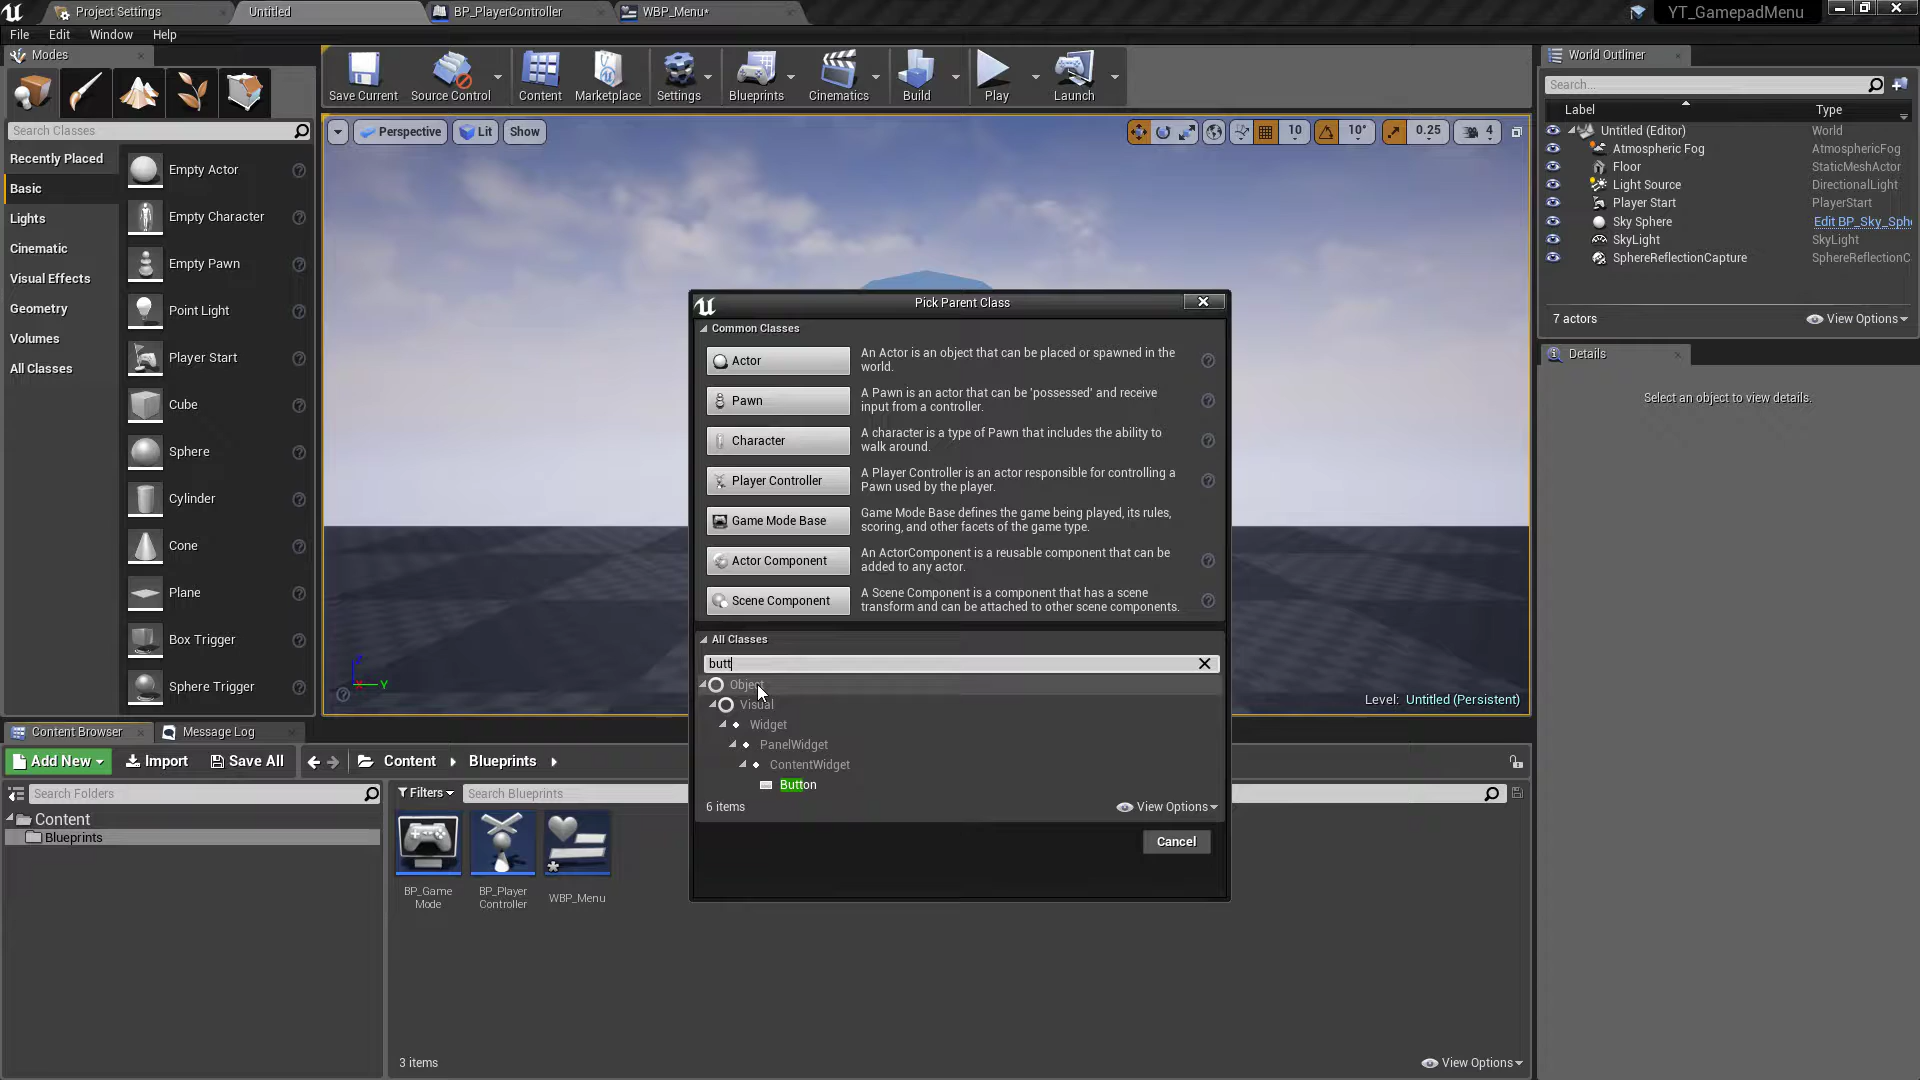 Project Settings
Untitled
BP_PlayerController
WBP_Menu*
YT_GamepadMenu
File
Edit
Window
Help
Modes
Search Classes
Recently Placed
Basic
Lights
Cinematic
Visual Effects
Geometry
Volumes
All Classes
Empty Actor
Empty Character
Empty Pawn
Point Light
Player Start
Cube
Sphere
Cylinder
Cone
Plane
Box Trigger
Sphere Trigger
Save Current
Source Control
Content
Marketplace
Settings
Blueprints
Cinematics
Build
Play
Launch
Perspective
Lit
Show
10
10°
0.25
4
Level: Untitled (Persistent)
Pick Parent Class
Common Classes
Actor
An Actor is an object that can be placed or spawned in the
world.
Pawn
A Pawn is an actor that can be 'possessed' and receive
input from a controller.
Character
A character is a type of Pawn that includes the ability to
walk around.
Player Controller
A Player Controller is an actor responsible for controlling a
Pawn used by the player.
Game Mode Base
Game Mode Base defines the game being played, its rules,
scoring, and other facets of the game type.
Actor Component
An ActorComponent is a reusable component that can be
added to any actor.
Scene Component
A Scene Component is a component that has a scene
transform and can be attached to other scene components.
All Classes
butt
Object
Visual
Widget
PanelWidget
ContentWidget
Button
6 items
View Options
Cancel
World Outliner
Search...
Label
Type
Untitled (Editor)
World
Atmospheric Fog
AtmosphericFog
Floor
StaticMeshActor
Light Source
DirectionalLight
Player Start
PlayerStart
Sky Sphere
Edit BP_Sky_Sph
SkyLight
SkyLight
SphereReflectionCapture
SphereReflectionC
7 actors
View Options
Details
Select an object to view details.
Content Browser
Message Log
Add New
Import
Save All
Content
Blueprints
Search Folders
Filters
Search Blueprints
Content
Blueprints
BP_Game
Mode
BP_Player
Controller
WBP_Menu
3 items
View Options